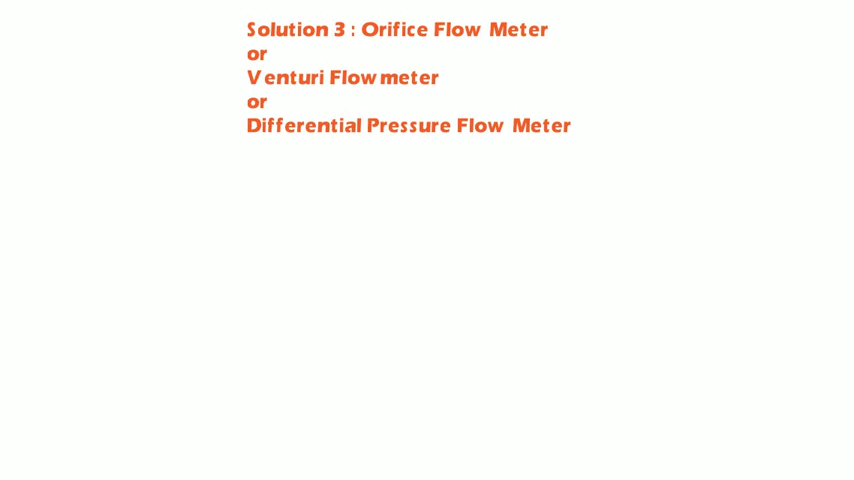 Solution 3 : Orifice Flow Meter
or
Venturi Flowmeter
or
Differential Pressure Flow Meter